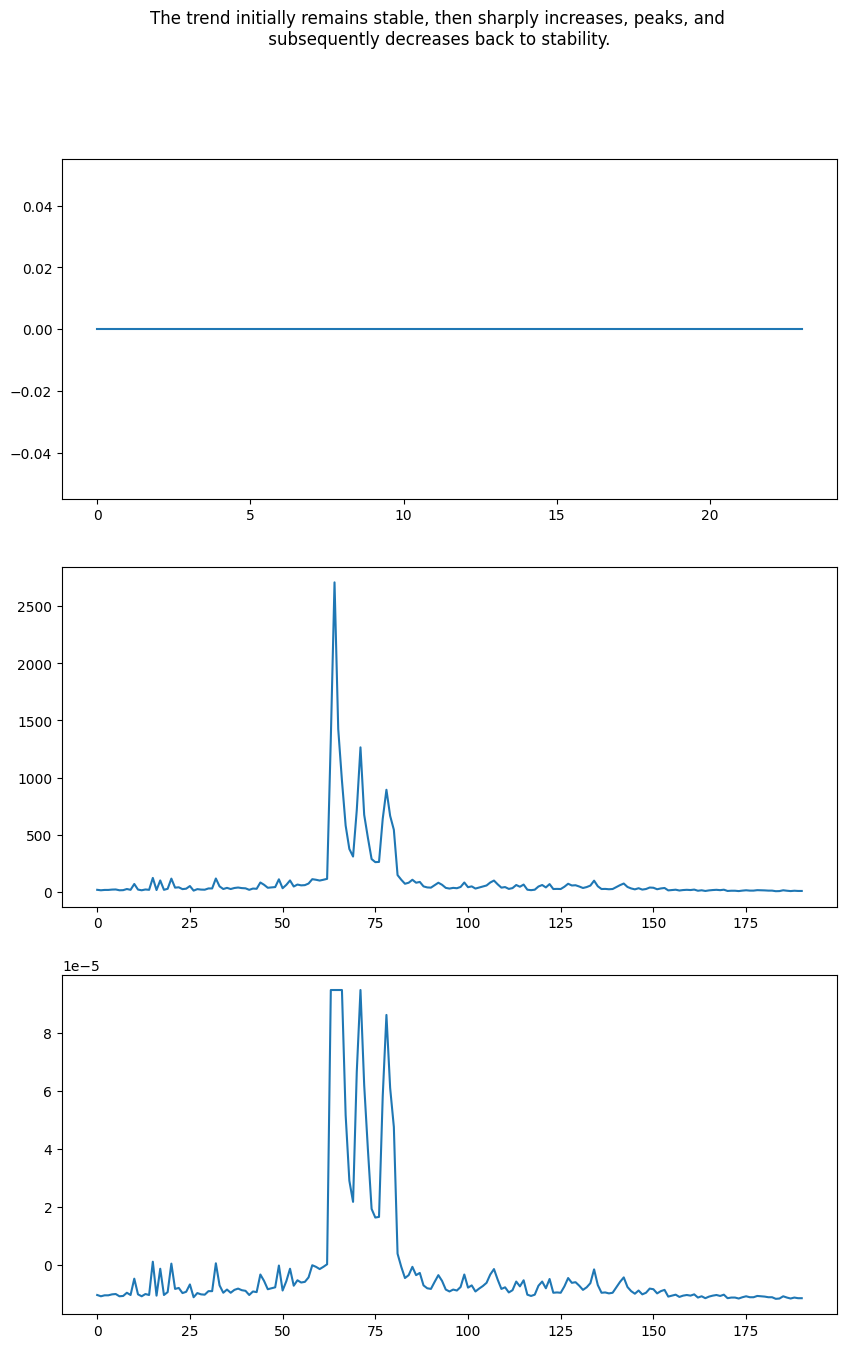 The trend initially remains stable, then sharply increases, peaks, and
subsequently decreases back to stability.
0.04
0.02
0.00
−0.02
−0.04
0 5 10 15 20
2500
2000
1500
1000
500
0
0 25 50 75 100 125 150 175
1e−5
8
6
4
2
0
0 25 50 75 100 125 150 175